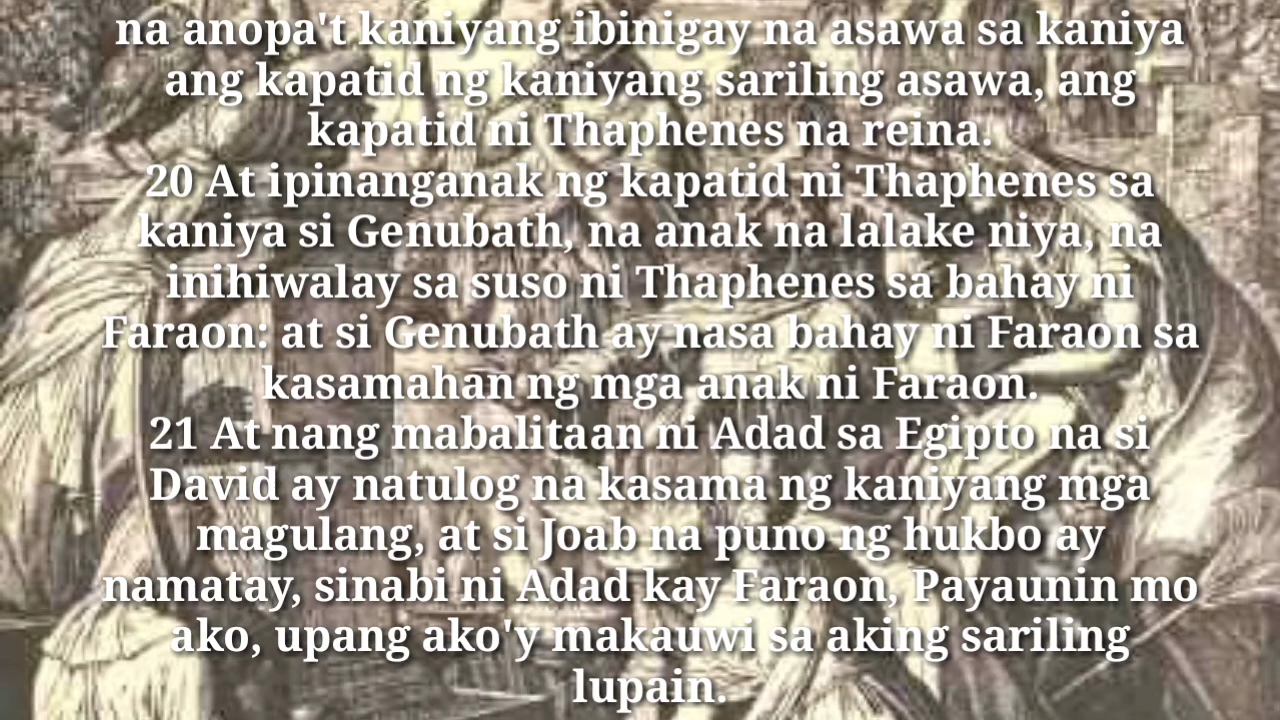 na anopa't kaniyang ibinigay na asawa sa kaniya
ang kapatid ng kaniyang sariling asawa, ang
kapatid ni Thaphenes na reina.
20 At ipinanganak ng kapatid ni Thaphenes sa
kaniya si Genubath, na anak na lalake niya, na
inihiwalay sa suso ni Thaphenes sa bahay ni
Faraon: at si Genubath ay nasa bahay ni Faraon sa
kasamahan ng mga anak ni Faraon.
21 At nang mabalitaan ni Adad sa Egipto na si
David ay natulog na kasama ng kaniyang mga
magulang, at si Joab na puno ng hukbo ay
namatay, sinabi ni Adad kay Faraon, Payaunin mo
ako, upang ako'y makauwi sa aking sariling
lupain.